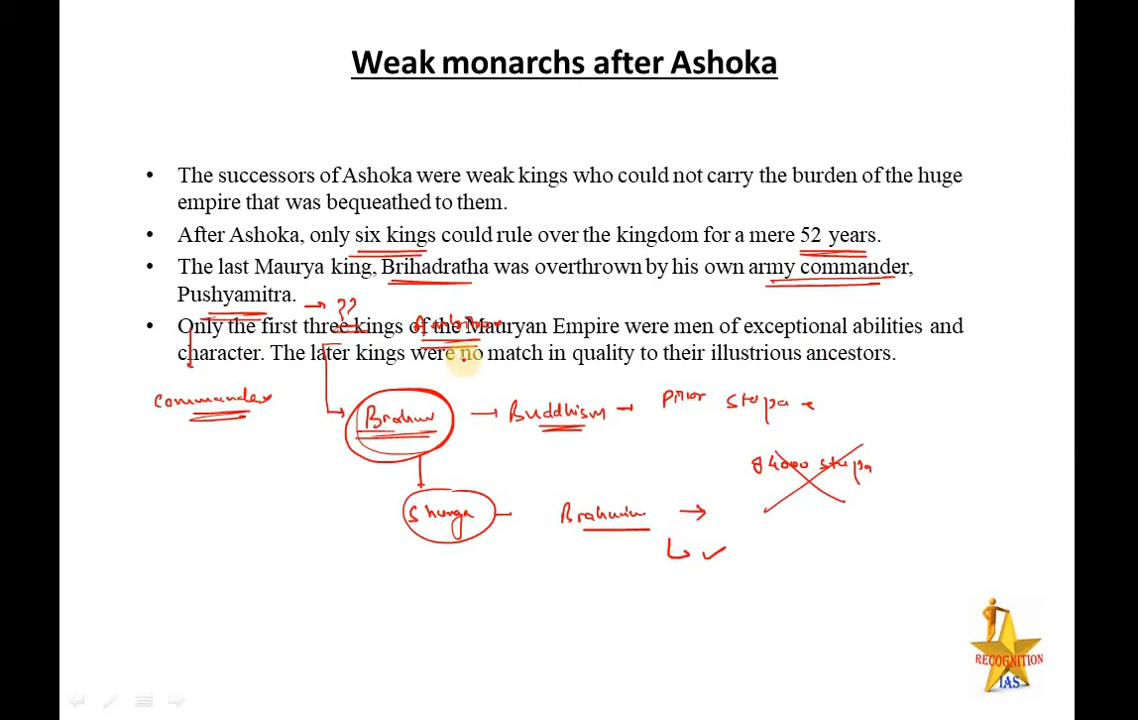 Weak monarchs after Ashoka
• The successors of Ashoka were weak kings who could not carry the burden of the huge
empire that was bequeathed to them.
• After Ashoka, only six kings could rule over the kingdom for a mere 52 years.
• The last Maurya king, Brihadratha was overthrown by his own army commander,
Pushyamitra. → ??
• Only the first three kings of the Mauryan Empire were men of exceptional abilities and
character. The later kings were no match in quality to their illustrious ancestors.
commander
→ Buddhism → stupa
84000 stupa
Shunga
RECOGNITION
IAS